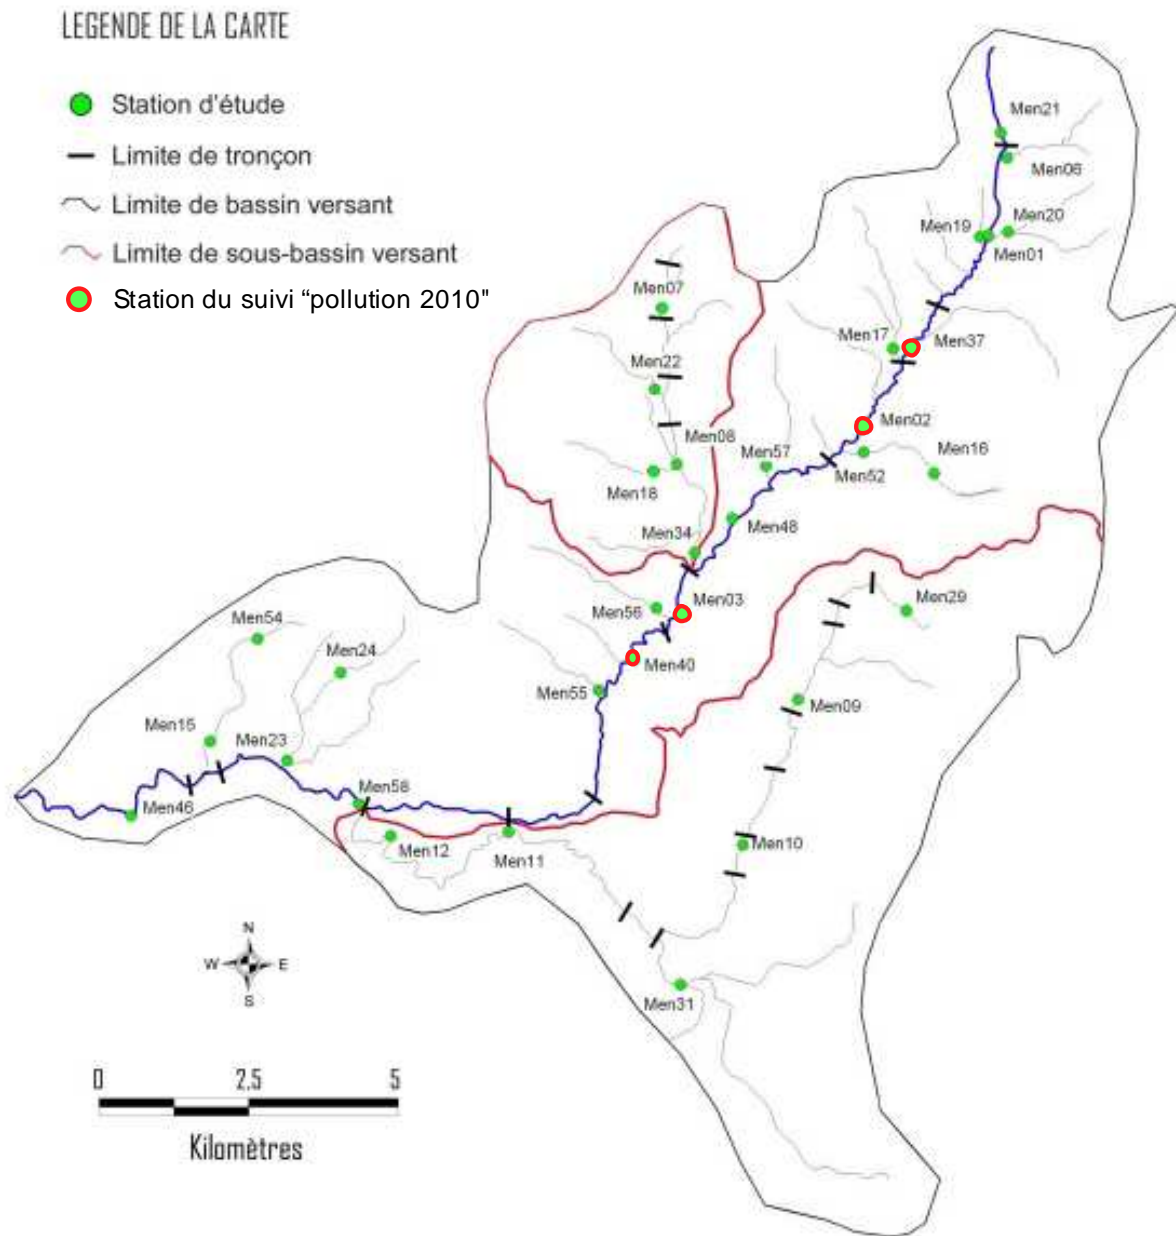 LEGENDE DE LA CARTE
Station d'étude
Limite de tronçon
Limite de bassin versant
Limite de sous-bassin versant
Station du suivi “pollution 2010"
Men21
Men06
Men19
Men20
Men01
Men07
Men17
Men37
Men22
Men02
Men08
Men57
Men16
Men18
Men52
Men48
Men34
Men03
Men56
Men29
Men54
Men24
Men40
Men55
Men09
Men15
Men23
Men58
Men46
Men12
Men11
Men10
N
W
E
S
Men31
0
2.5
5
Kilomètres